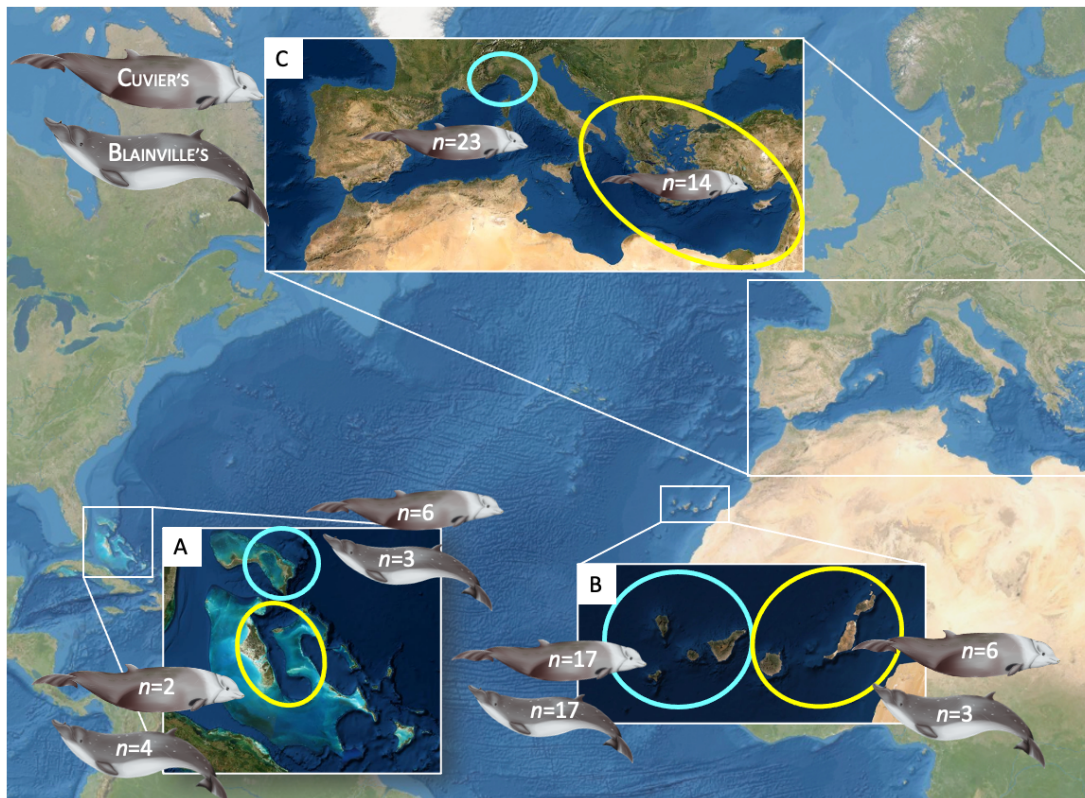 CUVIER'S
BLAINVILLE'S
C
n=23
n=14
A
n=6
n=3
n=2
n=4
B
n=17
n=17
n=6
n=3